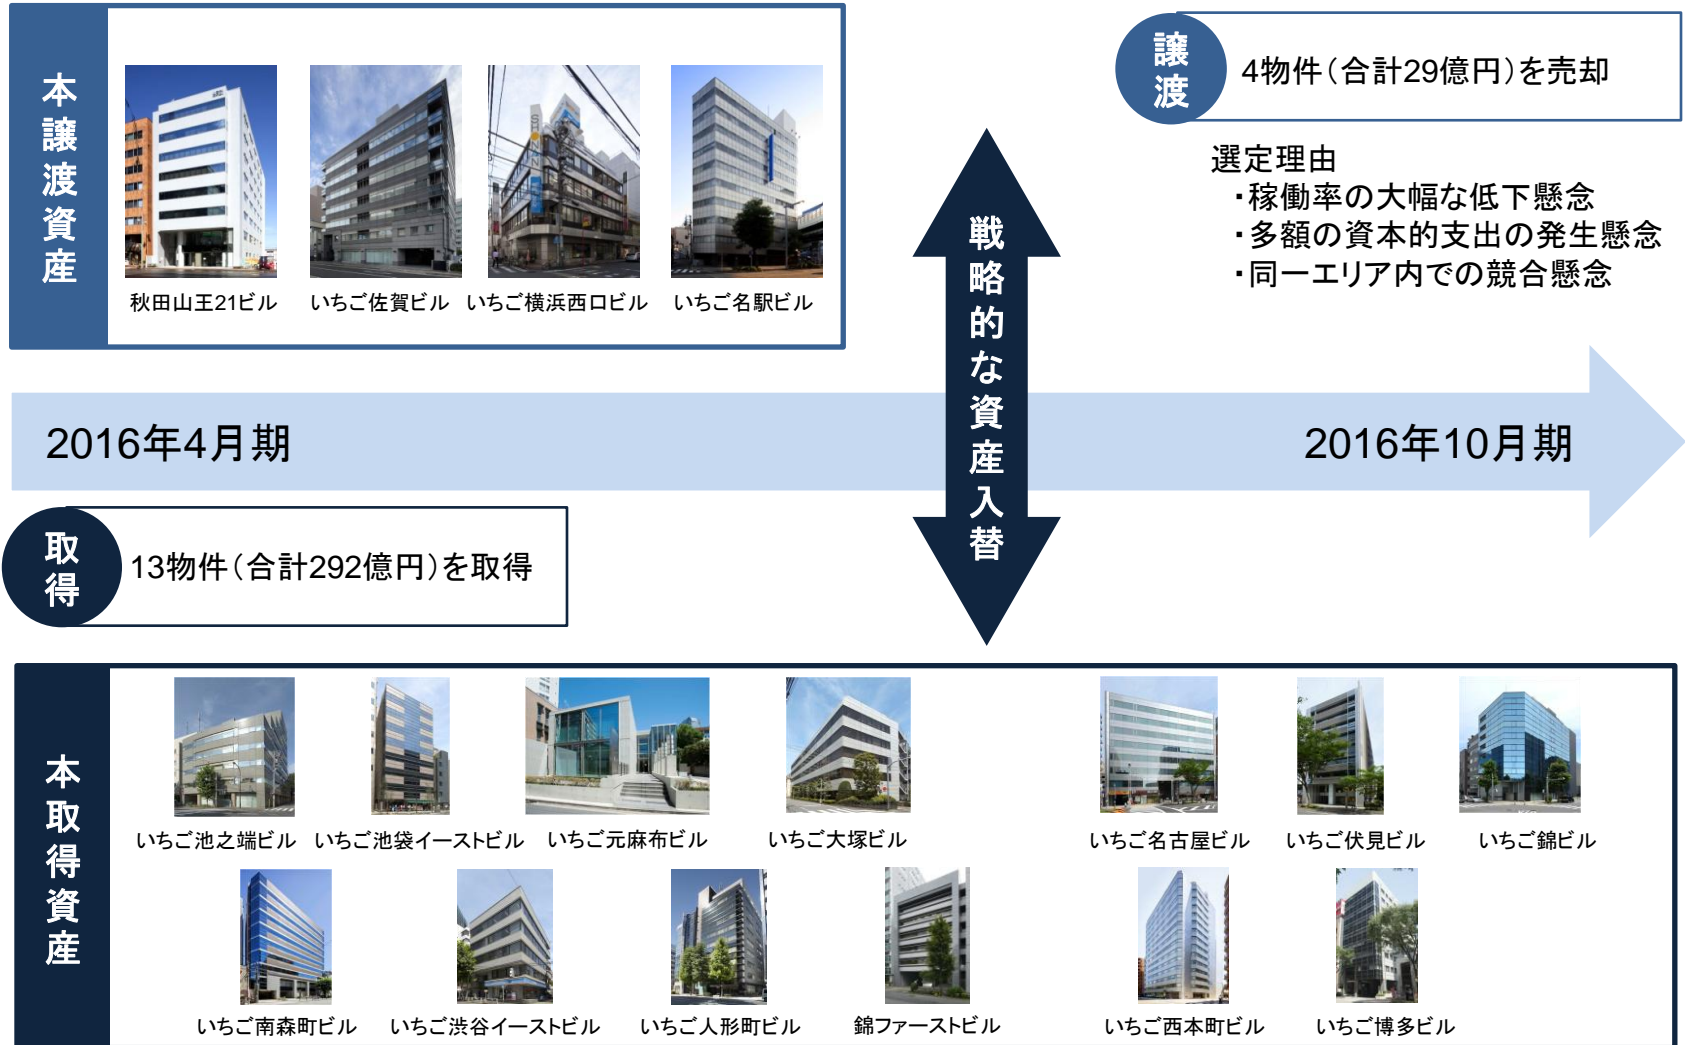 本譲渡資産
秋田山王21ビル
いちご佐賀ビル
いちご横浜西口ビル
いちご名駅ビル
譲渡
4物件（合計29億円）を売却
選定理由
・稼働率の大幅な低下懸念
・多額の資本的支出の発生懸念
・同一エリア内での競合懸念
戦略的な資産入替
2016年4月期
2016年10月期
取得
13物件（合計292億円）を取得
本取得資産
いちご池之端ビル
いちご池袋イーストビル
いちご元麻布ビル
いちご大塚ビル
いちご名古屋ビル
いちご伏見ビル
いちご錦ビル
いちご南森町ビル
いちご渋谷イーストビル
いちご人形町ビル
錦ファーストビル
いちご西本町ビル
いちご博多ビル